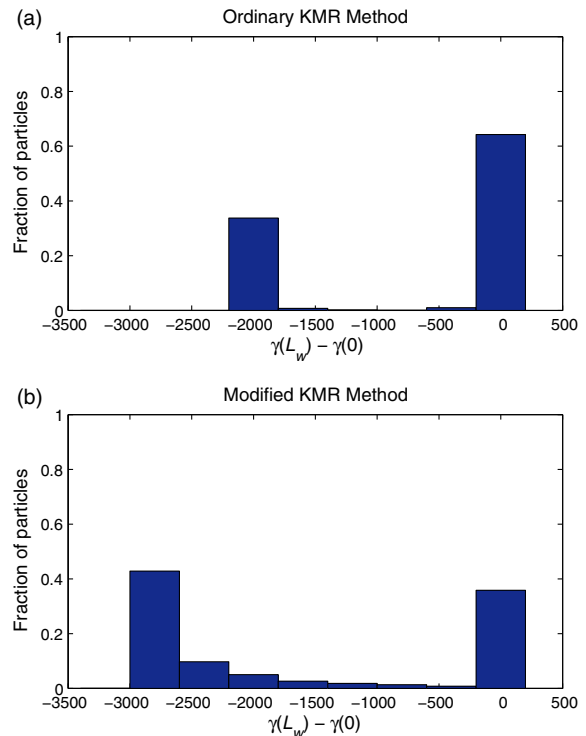 (a)
Ordinary KMR Method
Fraction of particles
1
0.8
0.6
0.4
0.2
0
−3500 −3000 −2500 −2000 −1500 −1000 −500 0 500
γ(L_w) − γ(0)
(b)
Modified KMR Method
Fraction of particles
1
0.8
0.6
0.4
0.2
0
−3500 −3000 −2500 −2000 −1500 −1000 −500 0 500
γ(L_w) − γ(0)